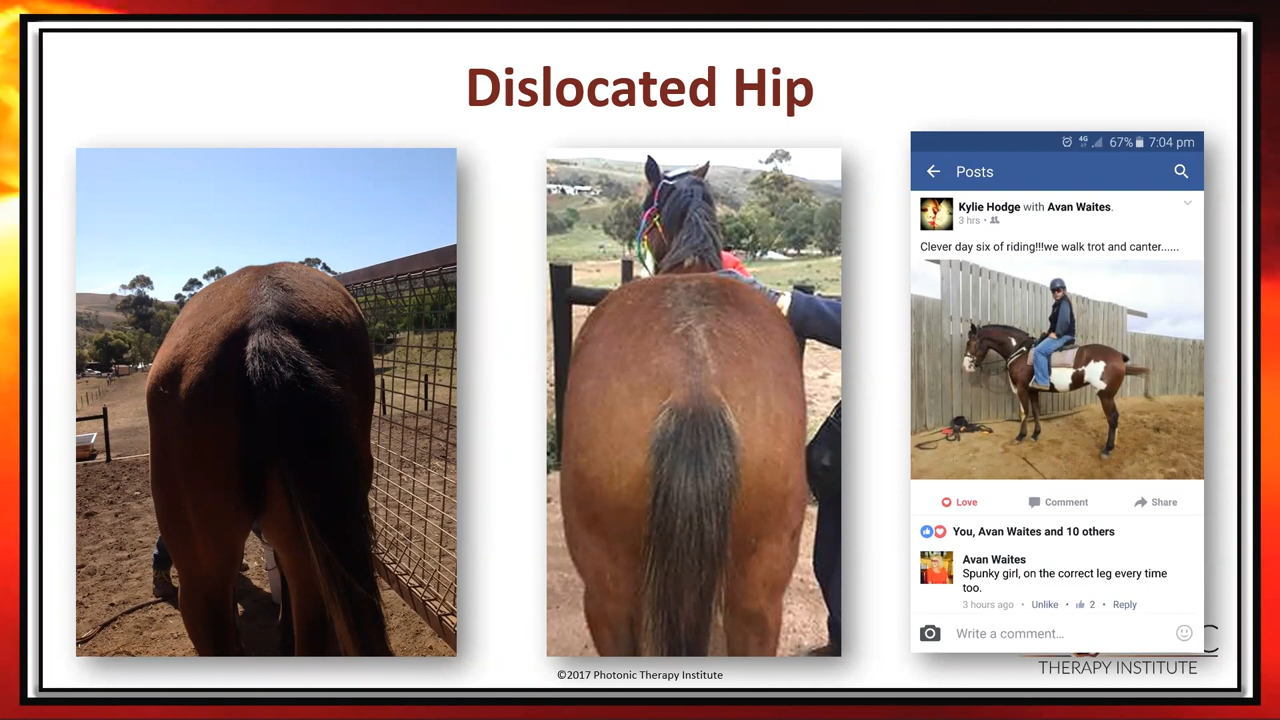 Dislocated Hip
4G 67% 7:04 pm
Posts
Kylie Hodge with Avan Waites.
3 hrs •
Clever day six of riding!!!we walk trot and canter......
Love Comment Share
You, Avan Waites and 10 others
Avan Waites
Spunky girl, on the correct leg every time
too.
3 hours ago • Unlike • 2 • Reply
Write a comment...
C
THERAPY INSTITUTE
©2017 Photonic Therapy Institute